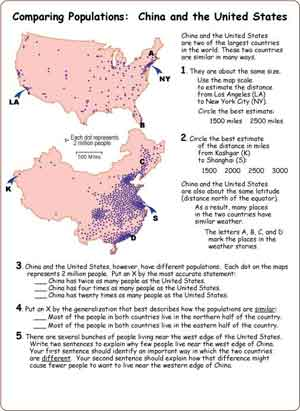 Comparing Populations:   China and the United States
China and the United States
are two of the largest countries
in the world. These two countries
are similar in many ways.
1. They are about the same size.
Use the map scale
to estimate the distance
from Los Angeles (LA)
to New York City (NY).
Circle the best estimate:
1500 miles    2500 miles
A
NY
LA
B
Each dot represents
2 million people
500 Miles
2. Circle the best estimate
of the distance in miles
from Kashgar (K)
to Shanghai (S):
1500    2000    2500    3000
C
K
S
D
China and the United States
are also about the same latitude
(distance north of the equator).
As a result, many places
in the two countries have
similar weather.
The letters A, B, C, and D
mark the places in the
weather stories.
3. China and the United States, however, have different populations. Each dot on the maps
represents 2 million people. Put an X by the most accurate statement:
____ China has twice as many people as the United States.
____ China has four times as many people as the United States.
____ China has twenty times as many people as the United States.
4. Put an X by the generalization that best describes how the populations are similar:
____ Most of the people in both countries live in the northern half of the country.
____ Most of the people in both countries live in the eastern half of the country.
5. There are several bunches of people living near the west edge of the United States.
Write two sentences to explain why few people live near the west edge of China.
Your first sentence should identify an important way in which the two countries
are different. Your second sentence should explain how that difference might
cause fewer people to want to live near the western edge of China.